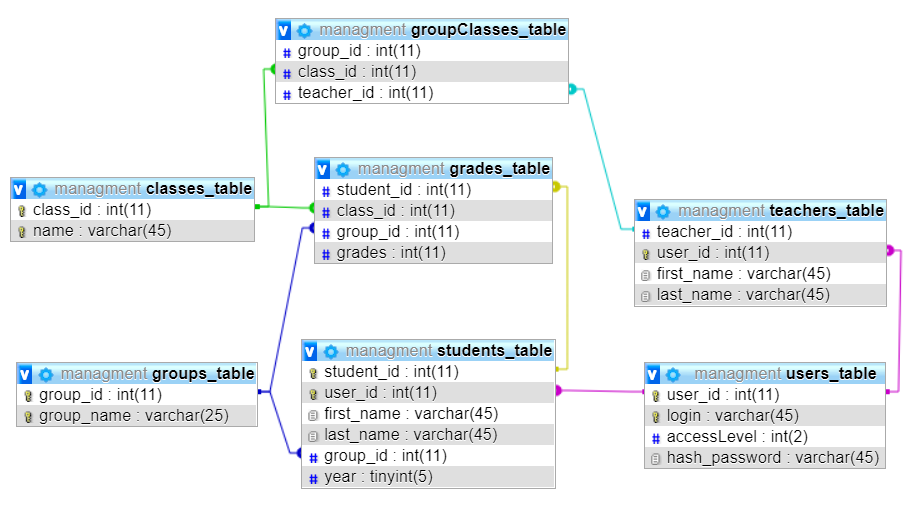 managment groupClasses_table
group_id : int(11)
class_id : int(11)
teacher_id : int(11)
managment grades_table
student_id : int(11)
class_id : int(11)
group_id : int(11)
grades : int(11)
managment classes_table
class_id : int(11)
name : varchar(45)
managment teachers_table
teacher_id : int(11)
user_id : int(11)
first_name : varchar(45)
last_name : varchar(45)
managment groups_table
group_id : int(11)
group_name : varchar(25)
managment students_table
student_id : int(11)
user_id : int(11)
first_name : varchar(45)
last_name : varchar(45)
group_id : int(11)
year : tinyint(5)
managment users_table
user_id : int(11)
login : varchar(45)
accessLevel : int(2)
hash_password : varchar(45)